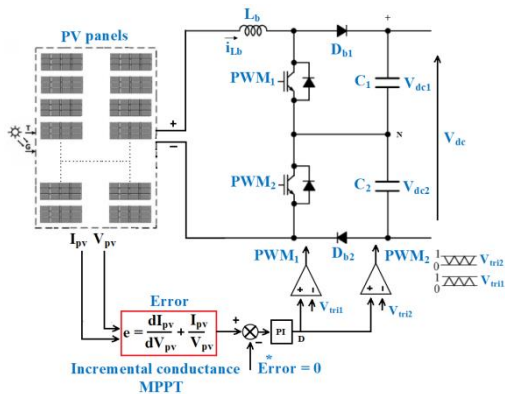 PV panels
L_b
i_Lb
D_b1
+
PWM_1
C_1
V_dc1
T
G
+
−
N
V_dc
PWM_2
C_2
V_dc2
I_pv V_pv
PWM_1
D_b2
PWM_2
1
0
V_tri2
1
0
V_tri1
+ −
+ −
V_tri1
V_tri2
Error
e = dI_pv/dV_pv + I_pv/V_pv
+
−
PI
D
Incremental conductance
MPPT
Error* = 0